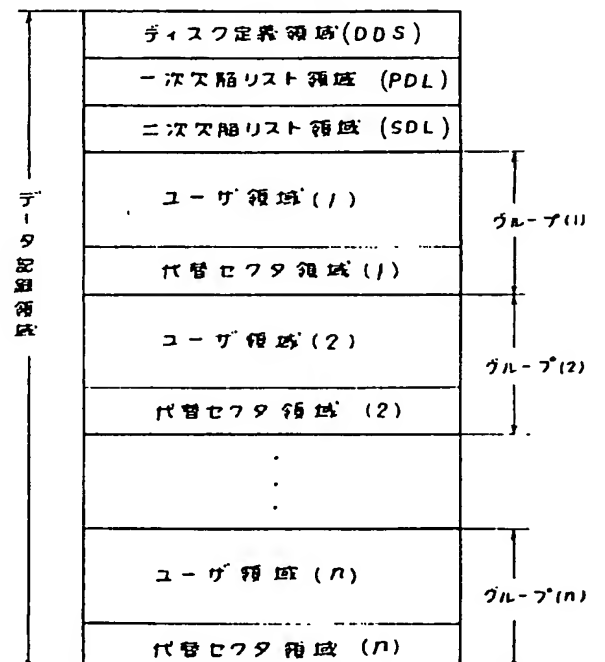 ディスク定義領域(DDS)
一次欠陥リスト領域 (PDL)
二次欠陥リスト領域 (SDL)
ユーザ領域(1)
グループ(1)
代替セクタ領域(1)
データ記録領域
ユーザ領域(2)
グループ(2)
代替セクタ領域 (2)
ユーザ領域 (n)
グループ(n)
代替セクタ領域 (n)